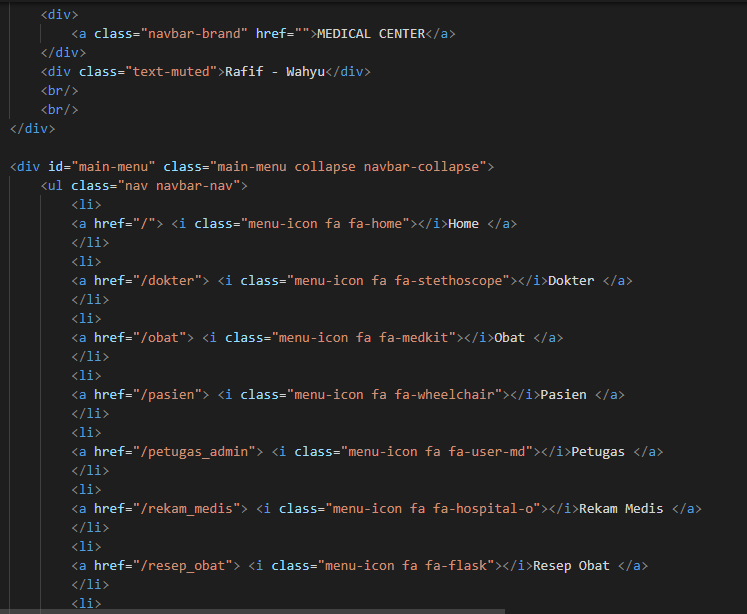 <div>
<a class="navbar-brand" href="">MEDICAL CENTER</a>
</div>
<div class="text-muted">Rafif - Wahyu</div>
<br/>
<br/>
</div>
<div id="main-menu" class="main-menu collapse navbar-collapse">
<ul class="nav navbar-nav">
<li>
<a href="/"> <i class="menu-icon fa fa-home"></i>Home </a>
</li>
<li>
<a href="/dokter"> <i class="menu-icon fa fa-stethoscope"></i>Dokter </a>
</li>
<li>
<a href="/obat"> <i class="menu-icon fa fa-medkit"></i>Obat </a>
</li>
<li>
<a href="/pasien"> <i class="menu-icon fa fa-wheelchair"></i>Pasien </a>
</li>
<li>
<a href="/petugas_admin"> <i class="menu-icon fa fa-user-md"></i>Petugas </a>
</li>
<li>
<a href="/rekam_medis"> <i class="menu-icon fa fa-hospital-o"></i>Rekam Medis </a>
</li>
<li>
<a href="/resep_obat"> <i class="menu-icon fa fa-flask"></i>Resep Obat </a>
</li>
<li>